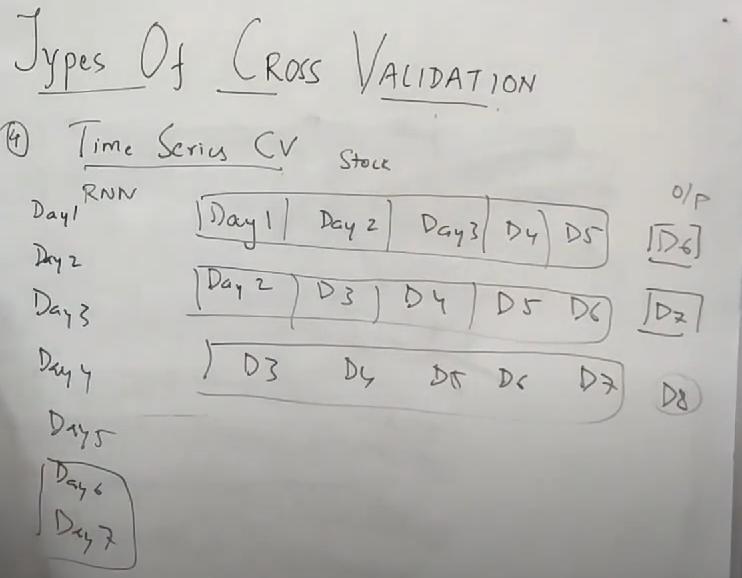 Types Of Cross Validation
④ Time Series CV Stock
RNN
O/P
Day1
Day 1 Day 2 Day3 D4 D5 D6
Day 2
Day 2 D3 D4 D5 D6 D7
Day 3
D3 D4 D5 D6 D7 D8
Day 4
Day 5
Day 6
Day 7